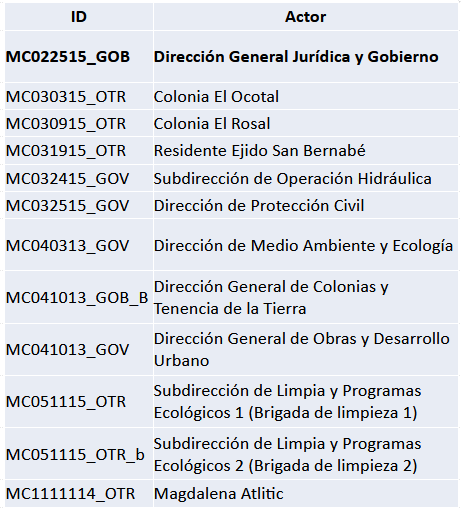 ID Actor
MC022515_GOB Dirección General Jurídica y Gobierno
MC030315_OTR Colonia El Ocotal
MC030915_OTR Colonia El Rosal
MC031915_OTR Residente Ejido San Bernabé
MC032415_GOV Subdirección de Operación Hidráulica
MC032515_GOV Dirección de Protección Civil
MC040313_GOV Dirección de Medio Ambiente y Ecología
MC041013_GOB_B Dirección General de Colonias y
Tenencia de la Tierra
MC041013_GOV Dirección General de Obras y Desarrollo
Urbano
MC051115_OTR Subdirección de Limpia y Programas
Ecológicos 1 (Brigada de limpieza 1)
MC051115_OTR_b Subdirección de Limpia y Programas
Ecológicos 2 (Brigada de limpieza 2)
MC1111114_OTR Magdalena Atlitic